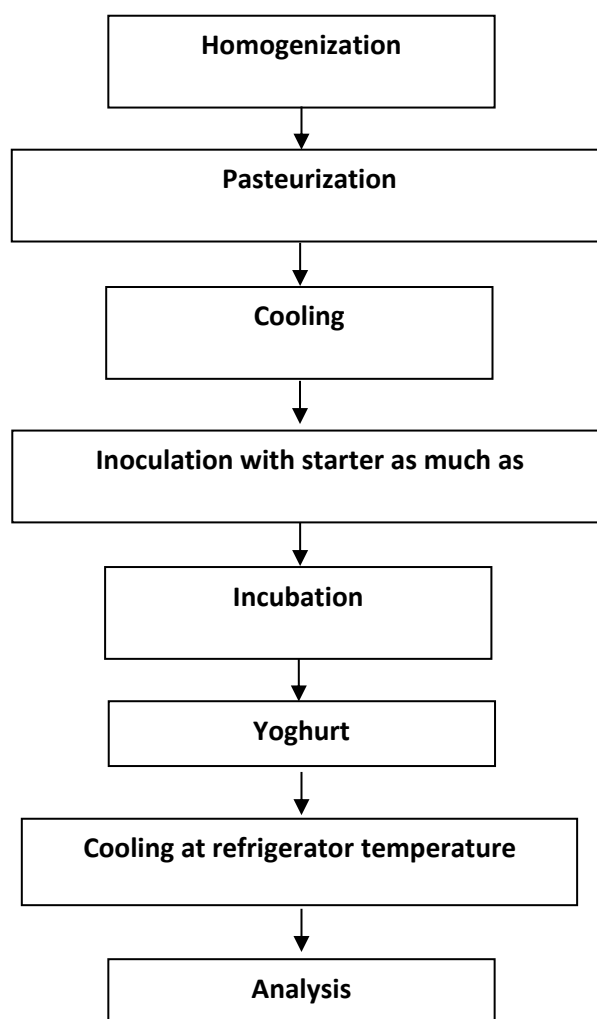 Homogenization
Pasteurization
Cooling
Inoculation with starter as much as
Incubation
Yoghurt
Cooling at refrigerator temperature
Analysis